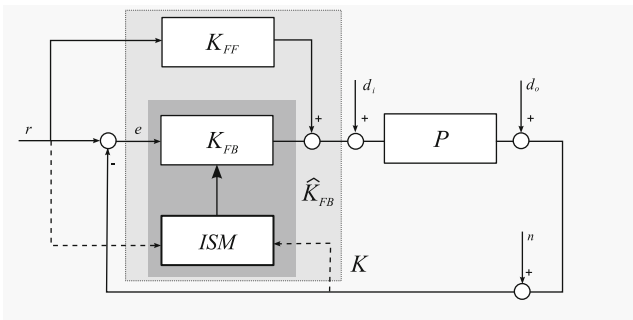 K_FF
d_i
d_o
+
+
+
r
e
K_FB
P
-
K̂_FB
ISM
n
K
+